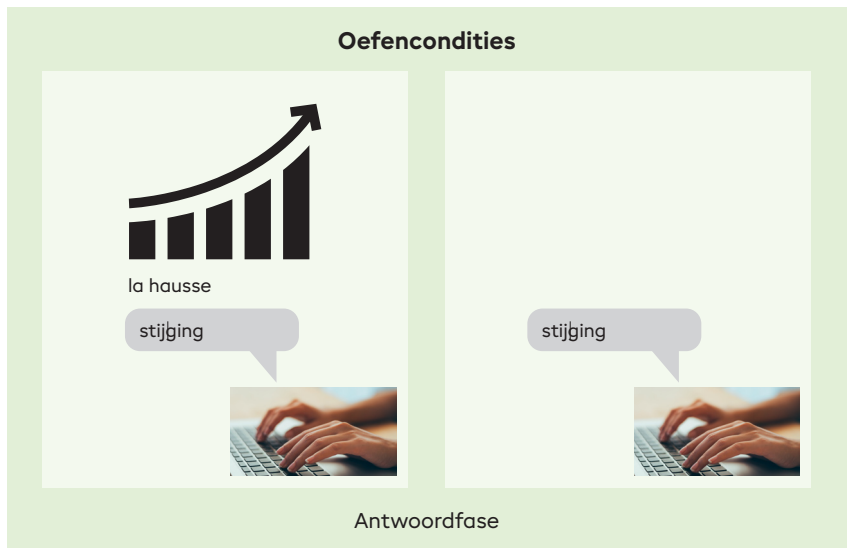 Oefencondities
la hausse
stijging
stijging
Antwoordfase